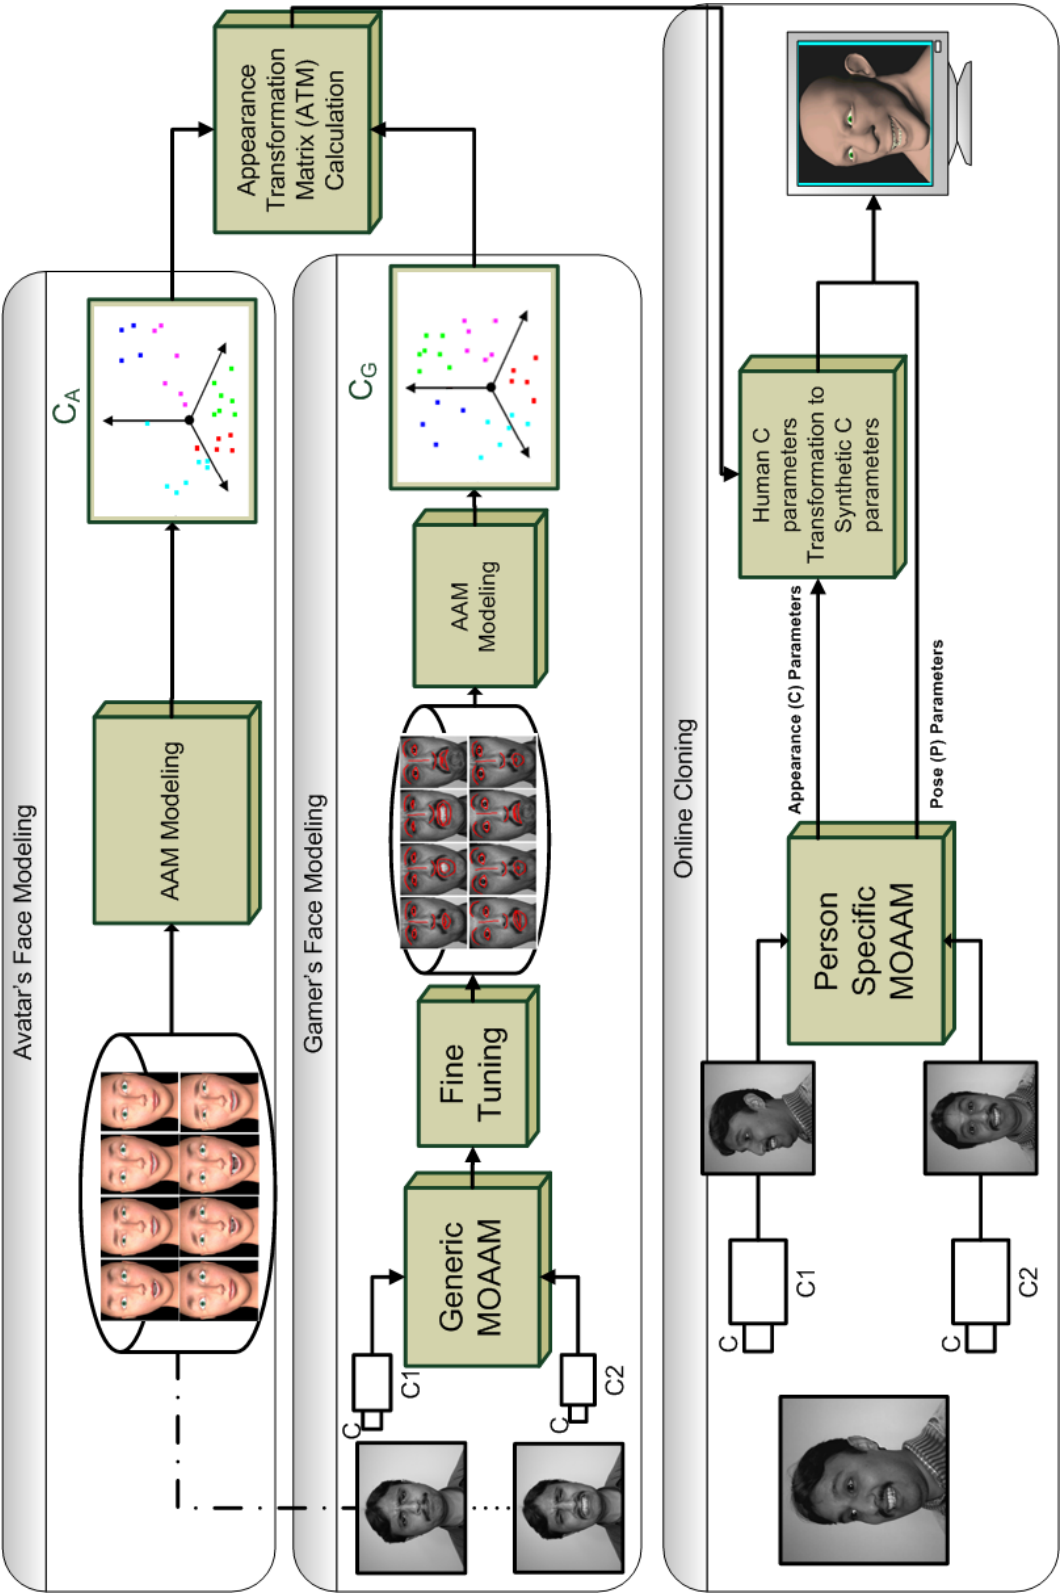 Avatar's Face Modeling
AAM Modeling
C_A
Appearance
Transformation
Matrix (ATM)
Calculation
Gamer's Face Modeling
C
C1
C
C2
Generic
MOAAM
Fine
Tuning
AAM
Modeling
C_G
Online Cloning
C
C1
C
C2
Person
Specific
MOAAM
Appearance (C) Parameters
Pose (P) Parameters
Human C
parameters
Transformation to
Synthetic C
parameters